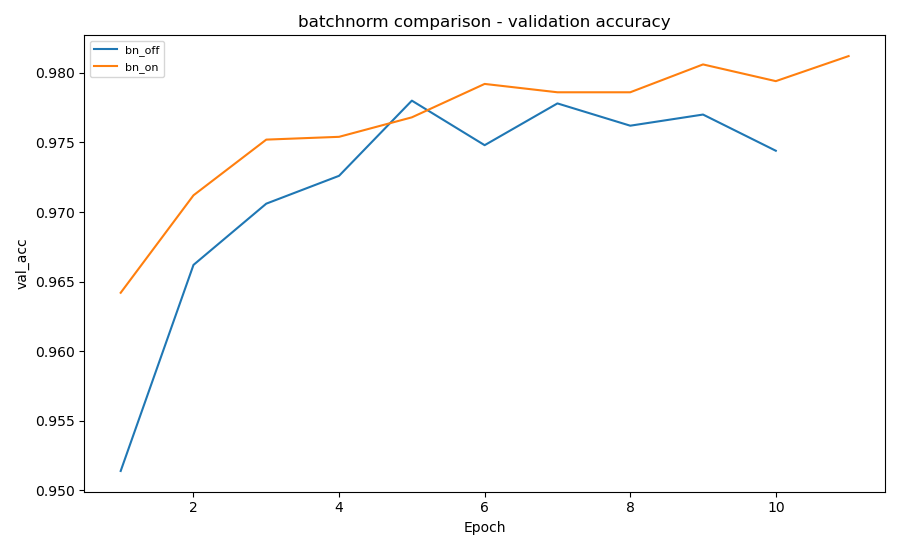 batchnorm comparison - validation accuracy
bn_off
bn_on
0.980
0.975
0.970
0.965
0.960
0.955
0.950
val_acc
2 4 6 8 10
Epoch